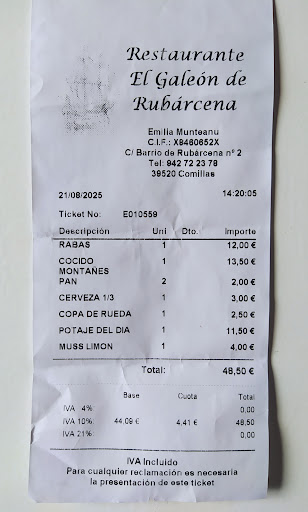 Restaurante
El Galeón de
Rubárcena
Emilia Munteanu
C.I.F.: X8460652X
C/ Barrio de Rubárcena nº 2
Tel: 942 72 23 78
39520 Comillas
21/08/2025 14:20:05
Ticket No: E010559
Descripción Uni Dto. Importe
RABAS 1 12,00 €
COCIDO 1 13,50 €
MONTAÑES
PAN 2 2,00 €
CERVEZA 1/3 1 3,00 €
COPA DE RUEDA 1 2,50 €
POTAJE DEL DIA 1 11,50 €
MUSS LIMON 1 4,00 €
Total: 48,50 €
Base Cuota Total
IVA 4% 0,00
IVA 10% 44,09 € 4,41 € 48,50
IVA 21% 0,00
IVA Incluido
Para cualquier reclamación es necesaria
la presentación de este ticket